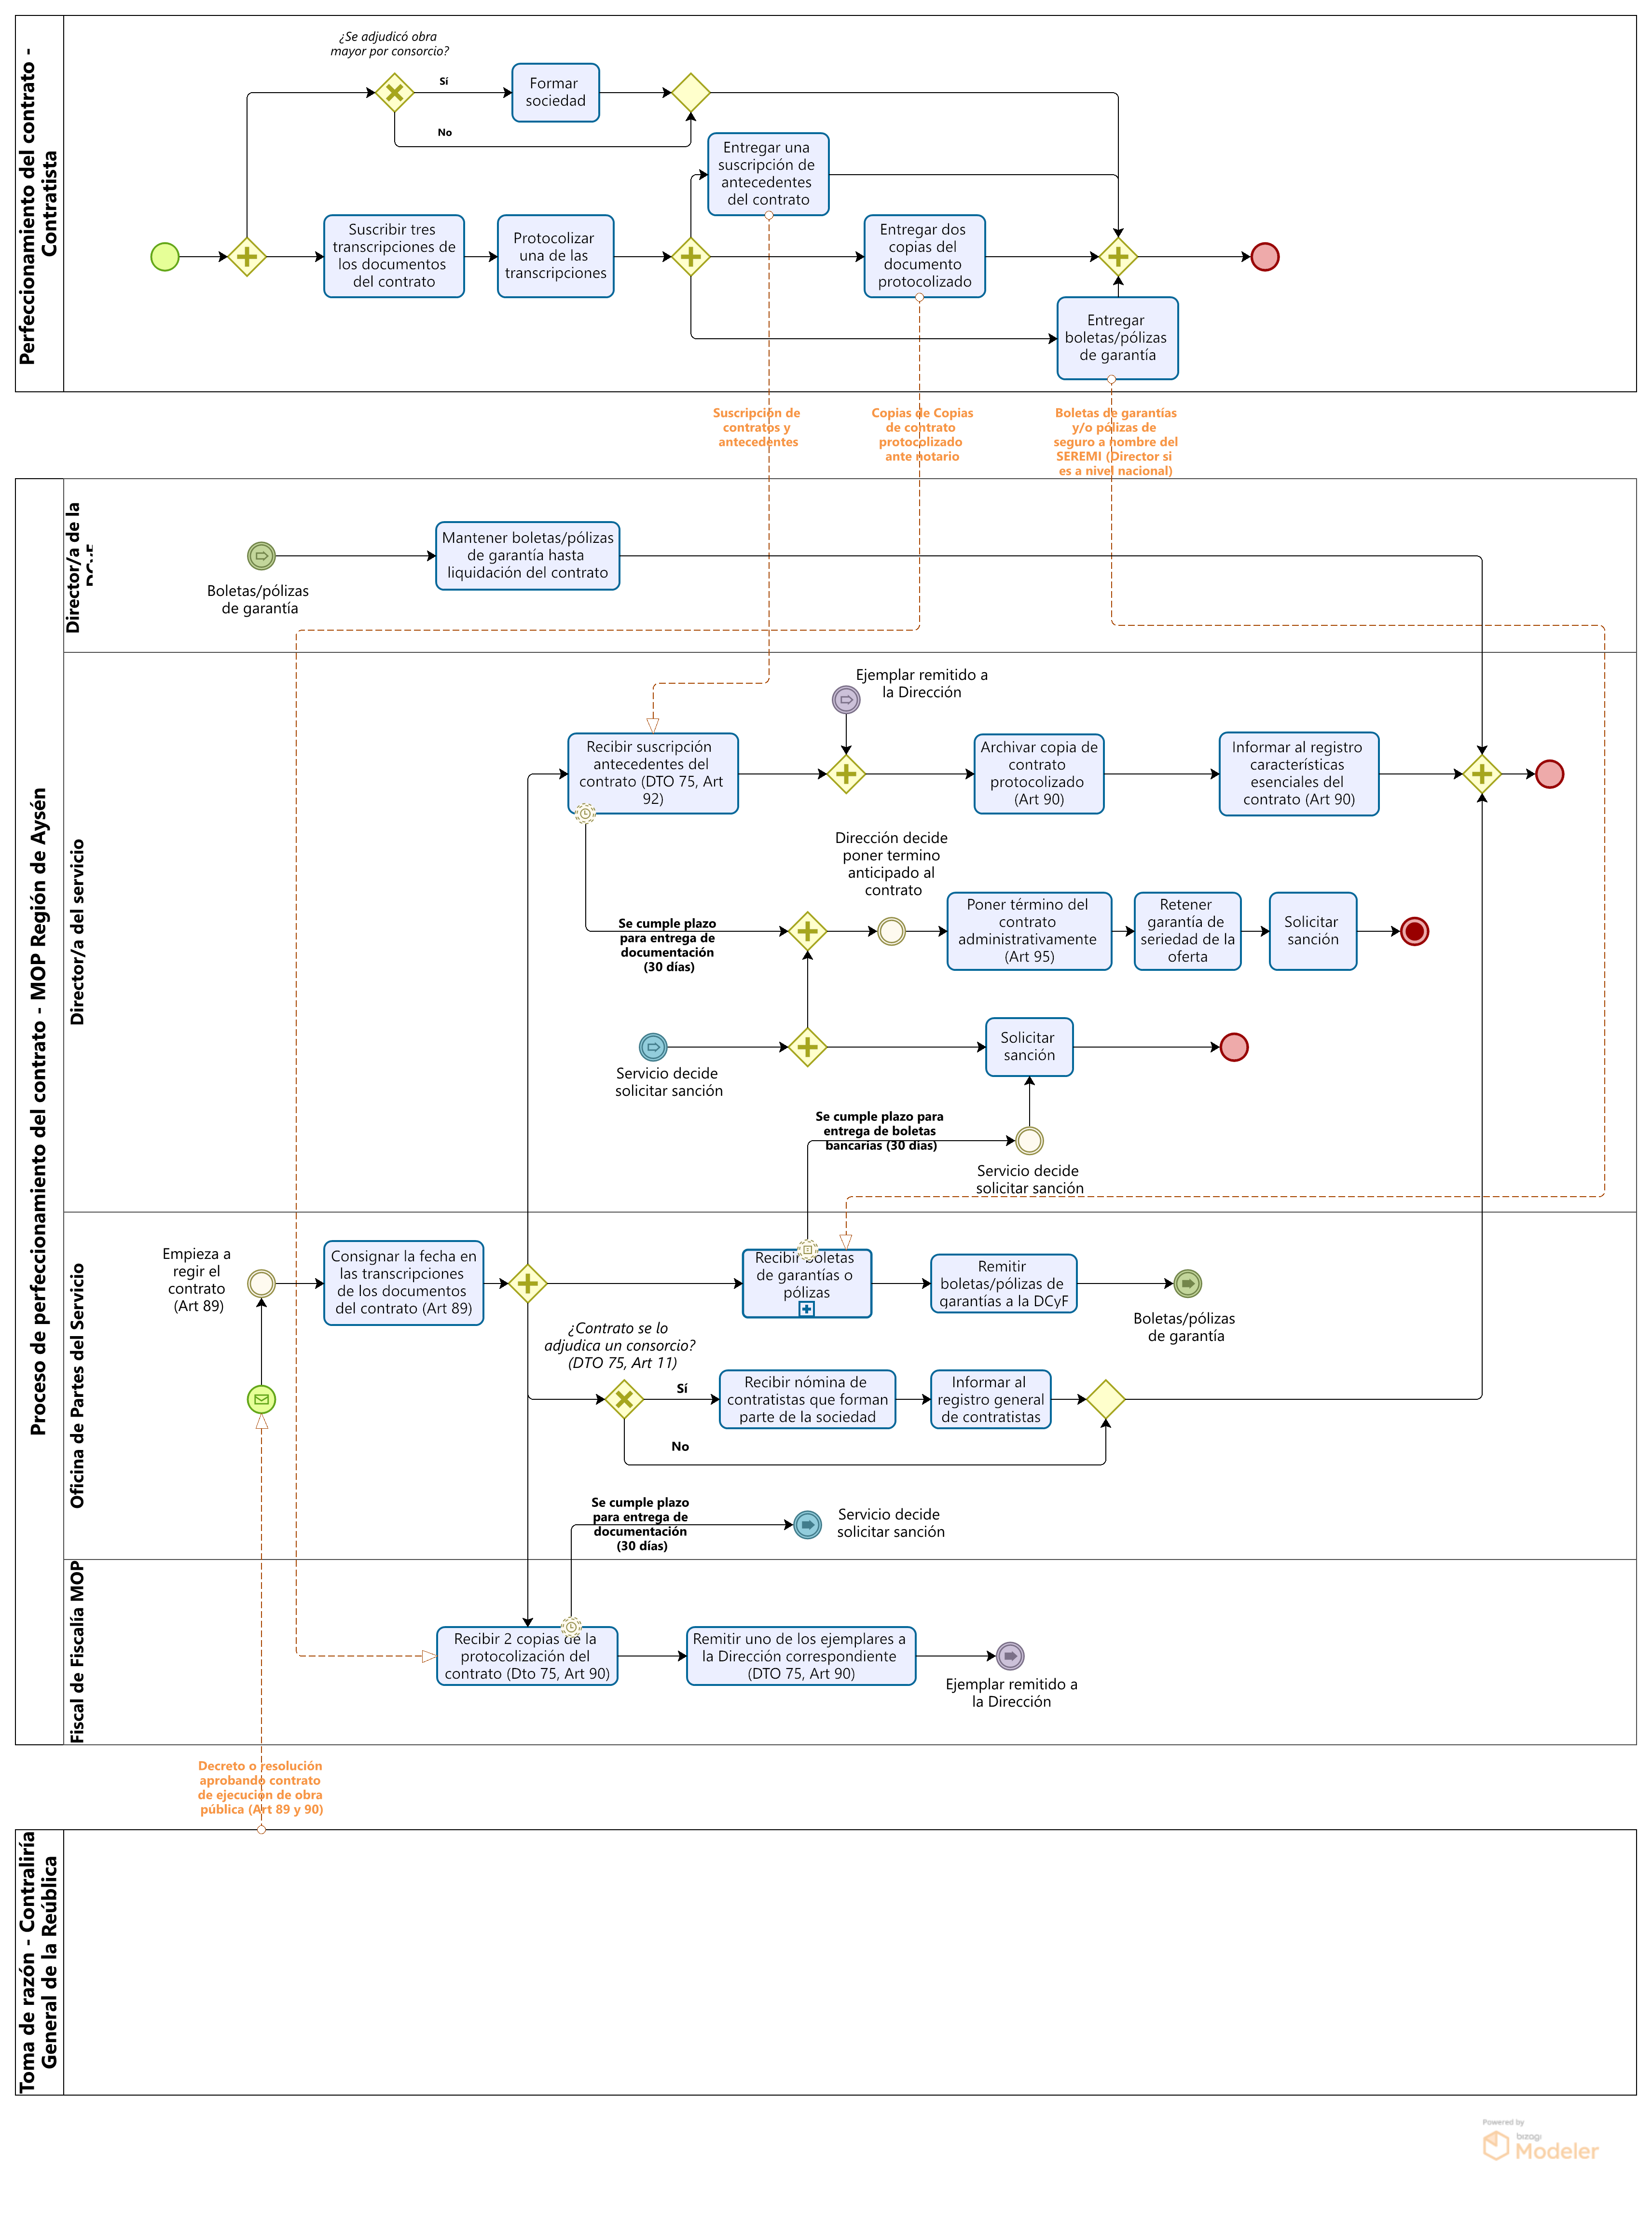 Perfeccionamiento del contrato -
Contratista
¿Se adjudicó obra
mayor por consorcio?
Sí
No
Formar
sociedad
Entregar una
suscripción de
antecedentes
del contrato
Suscribir tres
transcripciones de
los documentos
del contrato
Protocolizar
una de las
transcripciones
Entregar dos
copias del
documento
protocolizado
Entregar
boletas/pólizas
de garantía
Suscripción de
contratos y
antecedentes
Copias de Copias
de contrato
protocolizado
ante notario
Boletas de garantías
y/o pólizas de
seguro a nombre del
SEREMI (Director si
es a nivel nacional)
Proceso de perfeccionamiento del contrato - MOP Región de Aysén
Director/a de la
Boletas/pólizas
de garantía
Mantener boletas/pólizas
de garantía hasta
liquidación del contrato
Director/a del servicio
Ejemplar remitido a
la Dirección
Recibir suscripción
antecedentes del
contrato (DTO 75, Art
92)
Archivar copia de
contrato
protocolizado
(Art 90)
Informar al registro
características
esenciales del
contrato (Art 90)
Dirección decide
poner termino
anticipado al
contrato
Se cumple plazo
para entrega de
documentación
(30 días)
Poner término del
contrato
administrativamente
(Art 95)
Retener
garantía de
seriedad de la
oferta
Solicitar
sanción
Servicio decide
solicitar sanción
Solicitar
sanción
Se cumple plazo para
entrega de boletas
bancarias (30 días)
Servicio decide
solicitar sanción
Oficina de Partes del Servicio
Empieza a
regir el
contrato
(Art 89)
Consignar la fecha en
las transcripciones
de los documentos
del contrato (Art 89)
Recibir boletas
de garantías o
pólizas
Remitir
boletas/pólizas de
garantías a la DCyF
Boletas/pólizas
de garantía
¿Contrato se lo
adjudica un consorcio?
(DTO 75, Art 11)
Sí
No
Recibir nómina de
contratistas que forman
parte de la sociedad
Informar al
registro general
de contratistas
Se cumple plazo
para entrega de
documentación
(30 días)
Servicio decide
solicitar sanción
Fiscal de Fiscalía MOP
Recibir 2 copias de la
protocolización del
contrato (Dto 75, Art 90)
Remitir uno de los ejemplares a
la Dirección correspondiente
(DTO 75, Art 90)
Ejemplar remitido a
la Dirección
Decreto o resolución
aprobando contrato
de ejecución de obra
pública (Art 89 y 90)
Toma de razón - Contraliría
General de la Reública
Powered by
bizagi
Modeler